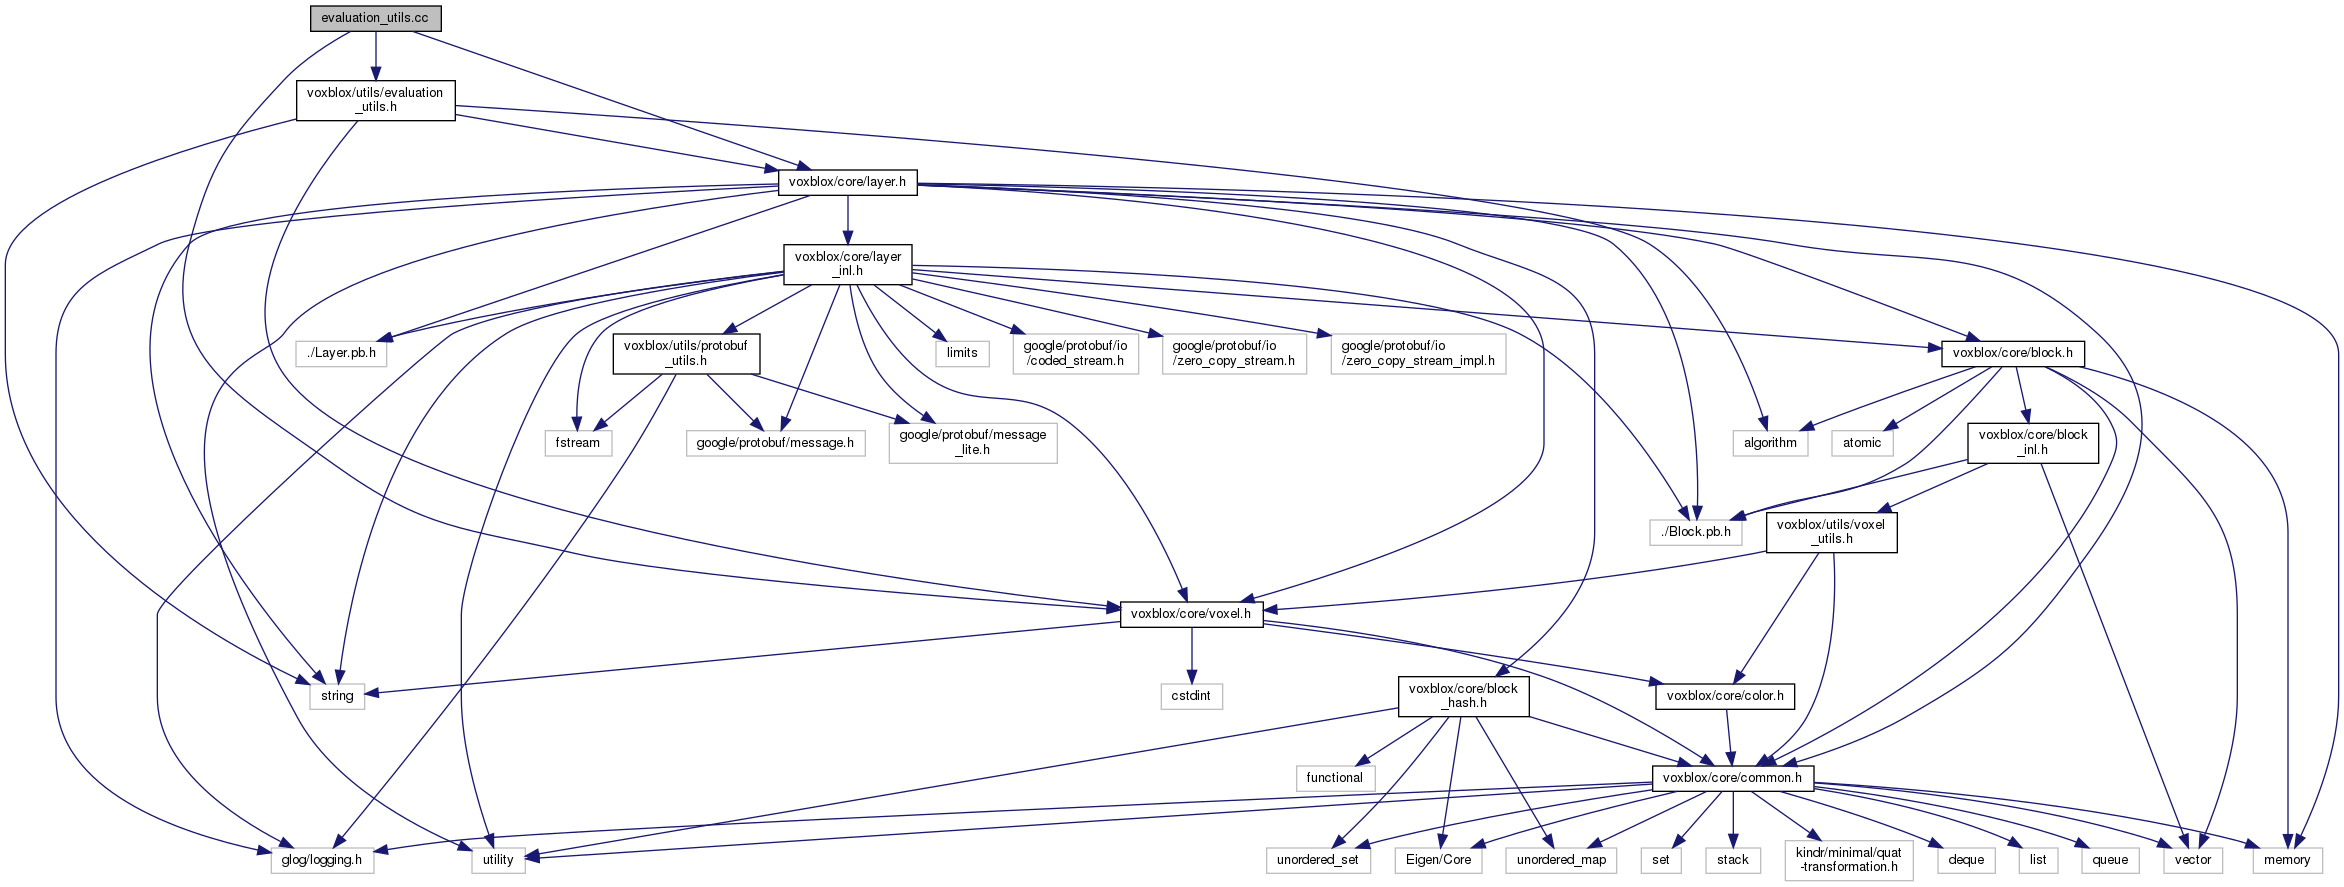 evaluation_utils.cc
voxblox/utils/evaluation
_utils.h
voxblox/core/layer.h
voxblox/core/layer
_inl.h
./Layer.pb.h
voxblox/utils/protobuf
_utils.h
limits
google/protobuf/io
/coded_stream.h
google/protobuf/io
/zero_copy_stream.h
google/protobuf/io
/zero_copy_stream_impl.h
voxblox/core/block.h
fstream
google/protobuf/message.h
google/protobuf/message
_lite.h
algorithm
atomic
voxblox/core/block
_inl.h
./Block.pb.h
voxblox/utils/voxel
_utils.h
voxblox/core/voxel.h
string
cstdint
voxblox/core/block
_hash.h
voxblox/core/color.h
functional
voxblox/core/common.h
glog/logging.h
utility
unordered_set
Eigen/Core
unordered_map
set
stack
kindr/minimal/quat
-transformation.h
deque
list
queue
vector
memory